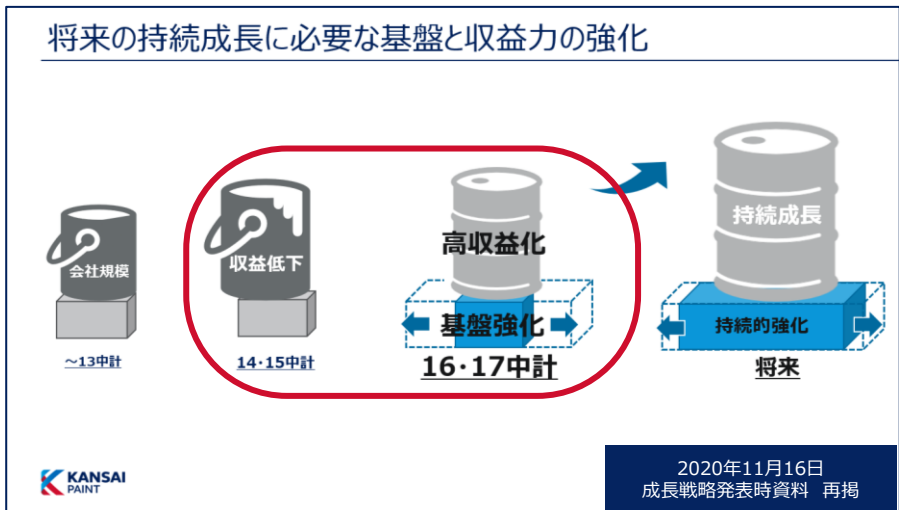 将来の持続成長に必要な基盤と収益力の強化
会社規模
～13中計
収益低下
14・15中計
高収益化
基盤強化
16・17中計
持続成長
持続的強化
将来
KANSAI
PAINT
2020年11月16日
成長戦略発表時資料 再掲